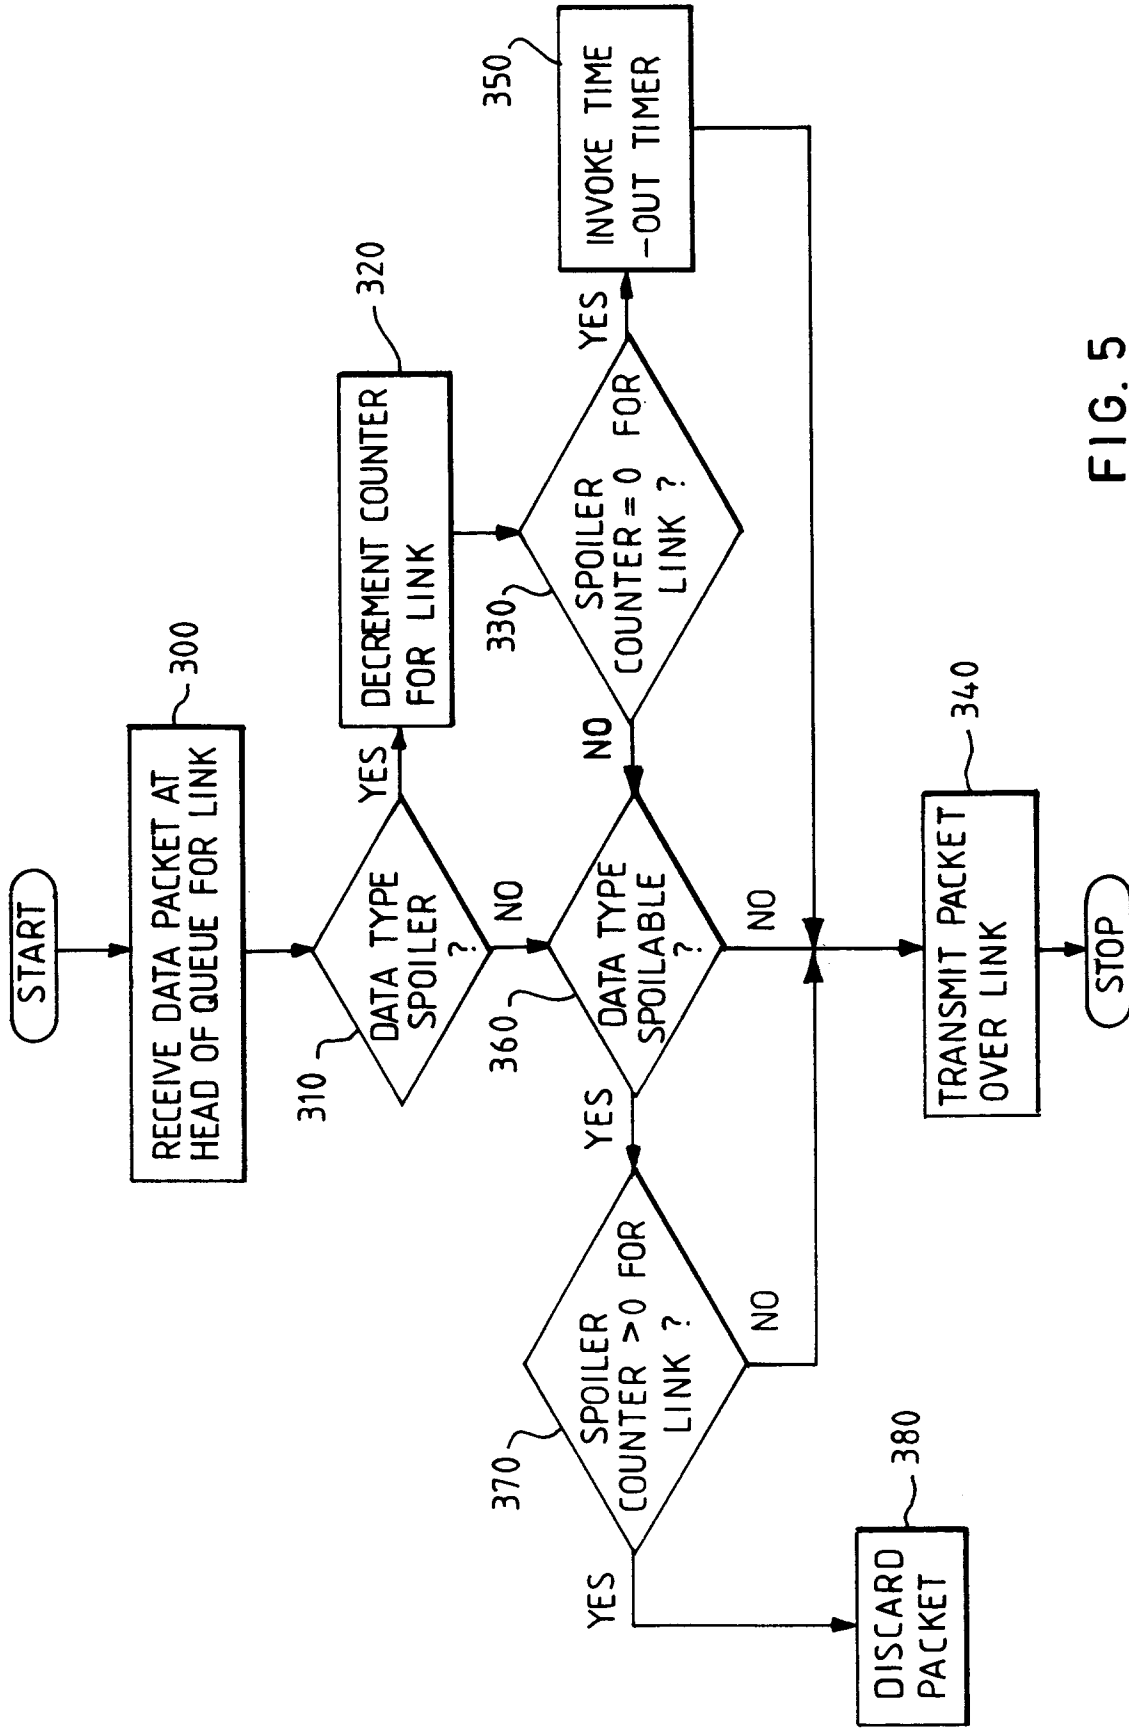 START
RECEIVE DATA PACKET AT
HEAD OF QUEUE FOR LINK
300
DATA TYPE
SPOILER
?
310
YES
NO
DECREMENT COUNTER
FOR LINK
320
SPOILER
COUNTER = 0 FOR
LINK ?
330
YES
NO
INVOKE TIME
-OUT TIMER
350
DATA TYPE
SPOILABLE
?
360
YES
NO
SPOILER
COUNTER >0 FOR
LINK ?
370
YES
NO
DISCARD
PACKET
380
TRANSMIT PACKET
OVER LINK
340
STOP
FIG. 5